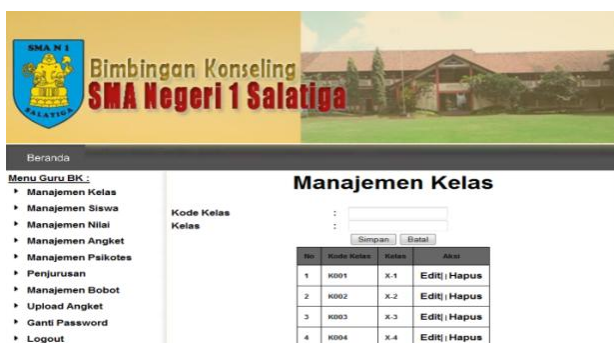 SMA N 1
SALATIGA
Bimbingan Konseling
SMA Negeri 1 Salatiga
Beranda
Menu Guru BK :
Manajemen Kelas
Manajemen Siswa
Manajemen Nilai
Manajemen Angket
Manajemen Psikotes
Penjurusan
Manajemen Bobot
Upload Angket
Ganti Password
Logout
Manajemen Kelas
Kode Kelas :
Kelas :
Simpan Batal
No Kode Kelas Kelas Aksi
1 K001 X-1 Edit| | Hapus
2 K002 X-2 Edit| | Hapus
3 K003 X-3 Edit| | Hapus
4 K004 X-4 Edit| | Hapus